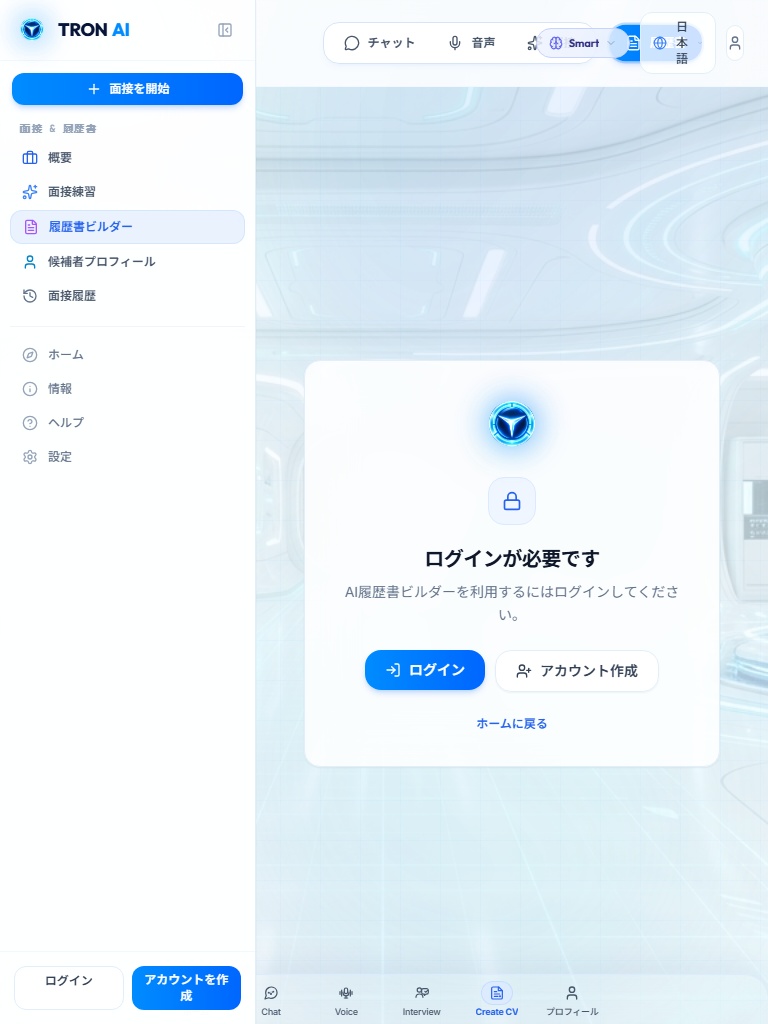 TRON AI
面接を開始
面接 & 履歴書
概要
面接練習
履歴書ビルダー
候補者プロフィール
面接履歴
ホーム
情報
ヘルプ
設定
ログイン
アカウントを作成
チャット
音声
Smart
日本語
ログインが必要です
AI履歴書ビルダーを利用するにはログインしてくださ
い。
ログイン
アカウント作成
ホームに戻る
Chat
Voice
Interview
Create CV
プロフィール